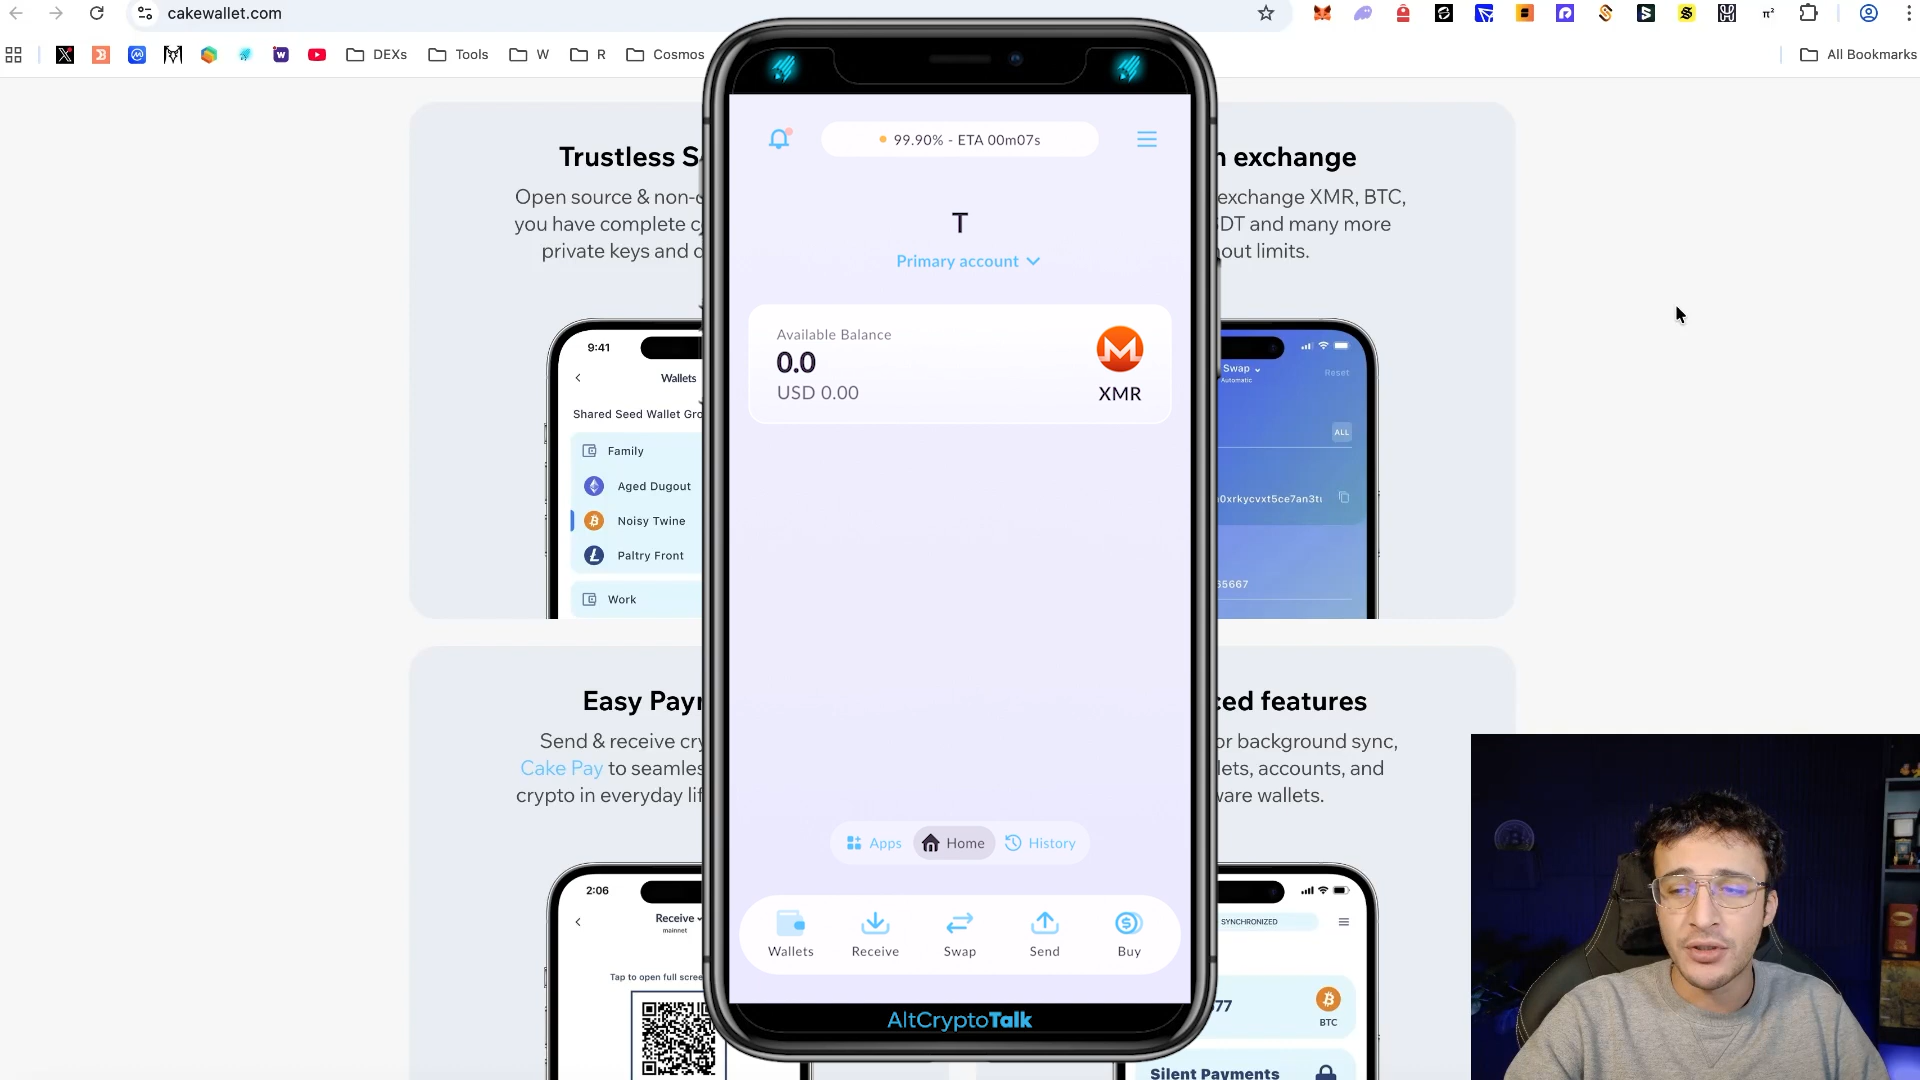 cakewallet.com
DEXs
Tools
W
R
Cosmos
All Bookmarks
Trustless S
Open source & non-c
you have complete c
private keys and c
9:41
Wallets
Shared Seed Wallet Gro
Family
Aged Dugout
Noisy Twine
Paltry Front
Work
Easy Payr
Send & receive cry
Cake Pay to seamles
crypto in everyday lif
2:06
Receive
mainnet
Tap to open full scree
99.90% - ETA 00m07s
T
Primary account
Available Balance
0.0
USD 0.00
XMR
Apps
Home
History
Wallets
Receive
Swap
Send
Buy
AltCryptoTalk
n exchange
exchange XMR, BTC,
DT and many more
out limits.
Swap
Automatic
Reset
ALL
0xrkycvxt5ce7an3tu
65667
ced features
or background sync,
lets, accounts, and
ware wallets.
SYNCHRONIZED
77
BTC
Silent Payments